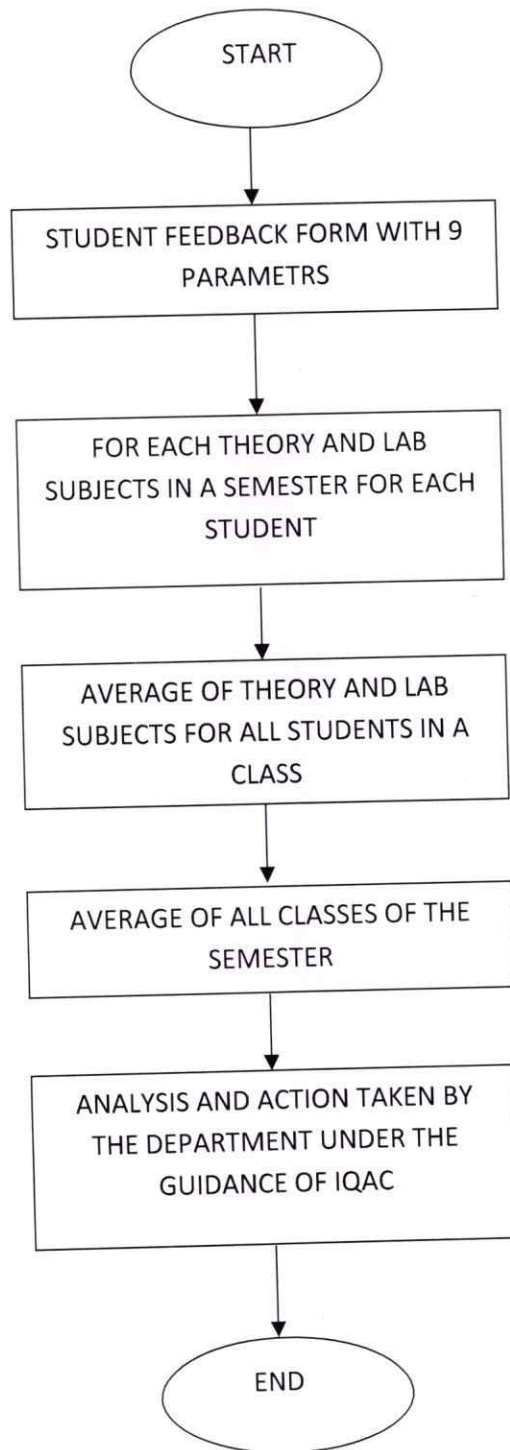 START
STUDENT FEEDBACK FORM WITH 9
PARAMETRS
FOR EACH THEORY AND LAB
SUBJECTS IN A SEMESTER FOR EACH
STUDENT
AVERAGE OF THEORY AND LAB
SUBJECTS FOR ALL STUDENTS IN A
CLASS
AVERAGE OF ALL CLASSES OF THE
SEMESTER
ANALYSIS AND ACTION TAKEN BY
THE DEPARTMENT UNDER THE
GUIDANCE OF IQAC
END